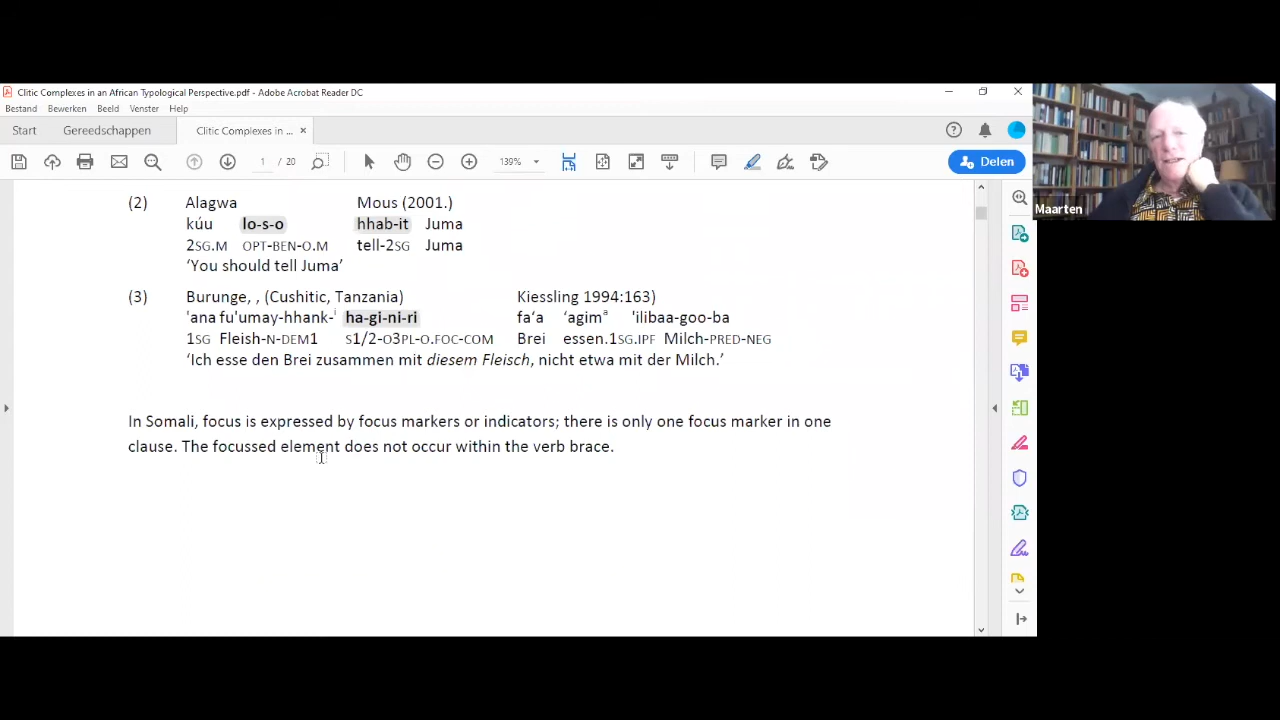 Clitic Complexes in an African Typological Perspective.pdf - Adobe Acrobat Reader DC
Bestand Bewerken Beeld Venster Help
Start Gereedschappen Clitic Complexes in ... ×
1 / 20 139% Delen
Maarten
(2) Alagwa Mous (2001.)
kúu lo-s-o hhab-it Juma
2SG.M OPT-BEN-O.M tell-2SG Juma
‘You should tell Juma’
(3) Burunge, , (Cushitic, Tanzania) Kiessling 1994:163)
'ana fu'umay-hhank-' ha-gi-ni-ri fa‘a ‘agimᵃ 'ilibaa-goo-ba
1SG Fleish-N-DEM1 S1/2-O3PL-O.FOC-COM Brei essen.1SG.IPF Milch-PRED-NEG
‘Ich esse den Brei zusammen mit diesem Fleisch, nicht etwa mit der Milch.’
In Somali, focus is expressed by focus markers or indicators; there is only one focus marker in one
clause. The focussed element does not occur within the verb brace.